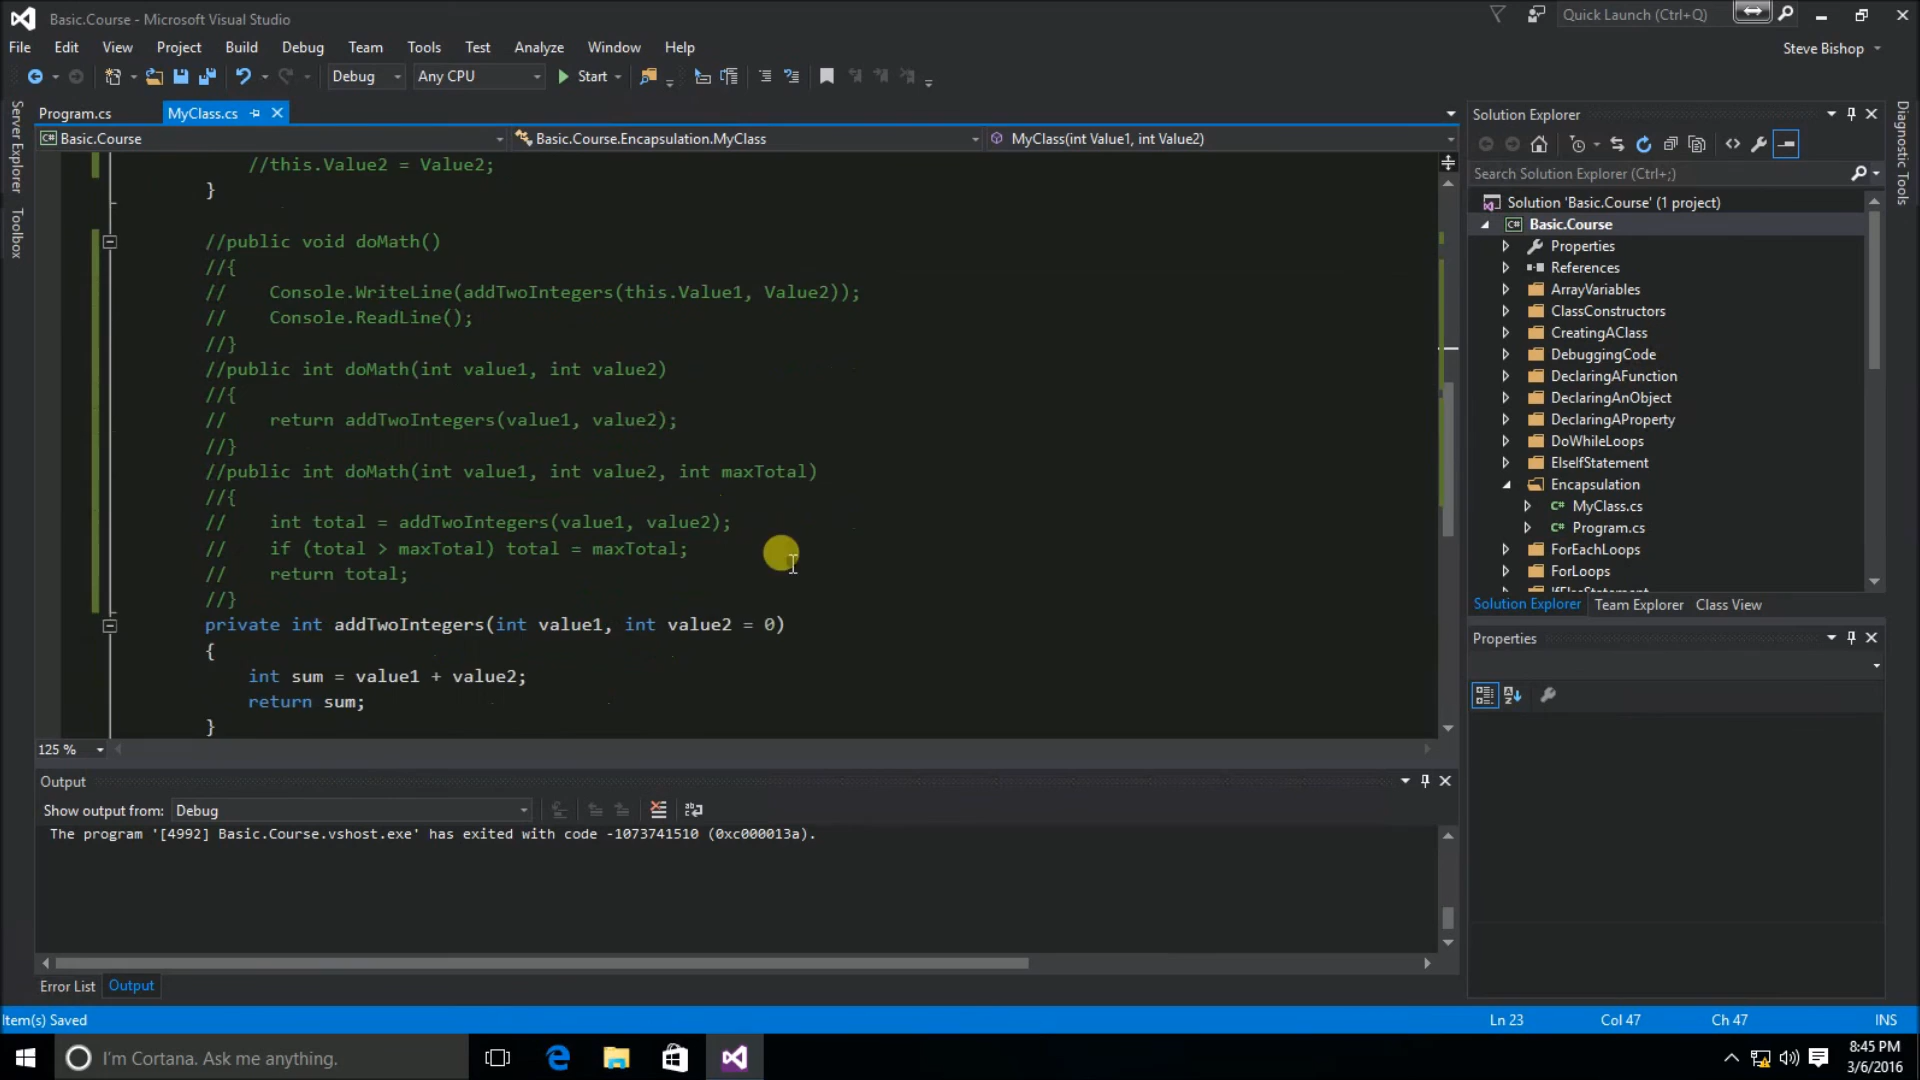 Basic.Course - Microsoft Visual Studio
Quick Launch (Ctrl+Q)
File Edit View Project Build Debug Team Tools Test Analyze Window Help
Steve Bishop
Debug Any CPU Start
Program.cs MyClass.cs
Basic.Course Basic.Course.Encapsulation.MyClass MyClass(int Value1, int Value2)
Server Explorer
Toolbox
//this.Value2 = Value2;
}
//public void doMath()
//{
//    Console.WriteLine(addTwoIntegers(this.Value1, Value2));
//    Console.ReadLine();
//}
//public int doMath(int value1, int value2)
//{
//    return addTwoIntegers(value1, value2);
//}
//public int doMath(int value1, int value2, int maxTotal)
//{
//    int total = addTwoIntegers(value1, value2);
//    if (total > maxTotal) total = maxTotal;
//    return total;
//}
private int addTwoIntegers(int value1, int value2 = 0)
{
int sum = value1 + value2;
return sum;
}
125 %
Output
Show output from: Debug
The program '[4992] Basic.Course.vshost.exe' has exited with code -1073741510 (0xc000013a).
Error List Output
Solution Explorer
Search Solution Explorer (Ctrl+;)
Solution 'Basic.Course' (1 project)
C# Basic.Course
Properties
References
ArrayVariables
ClassConstructors
CreatingAClass
DebuggingCode
DeclaringAFunction
DeclaringAnObject
DeclaringAProperty
DoWhileLoops
ElseIfStatement
Encapsulation
C# MyClass.cs
C# Program.cs
ForEachLoops
ForLoops
IfElseStatement
Solution Explorer Team Explorer Class View
Properties
Diagnostic Tools
Item(s) Saved Ln 23 Col 47 Ch 47 INS
I'm Cortana. Ask me anything.
8:45 PM
3/6/2016